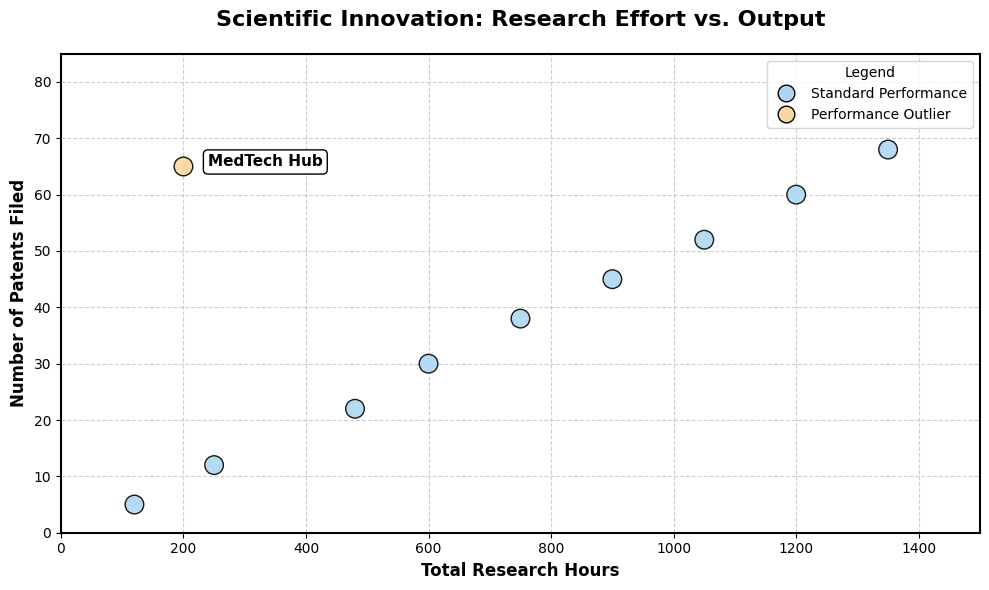 Scientific Innovation: Research Effort vs. Output
Number of Patents Filed
80
70
60
50
40
30
20
10
0
Legend
Standard Performance
Performance Outlier
MedTech Hub
0 200 400 600 800 1000 1200 1400
Total Research Hours